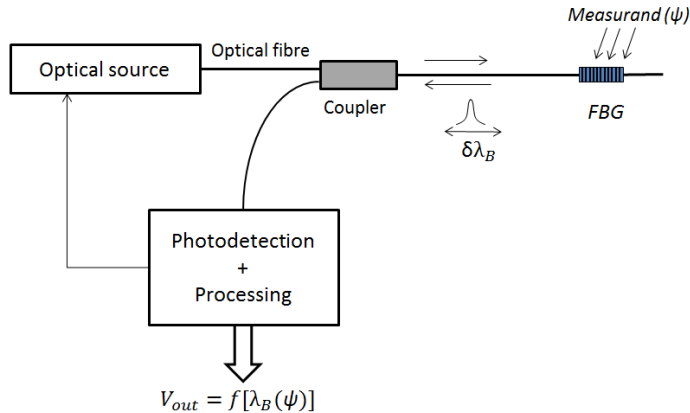 Measurand (ψ)
Optical fibre
Optical source
Coupler
FBG
δλ_B
Photodetection
+
Processing
V_out = f[λ_B(ψ)]